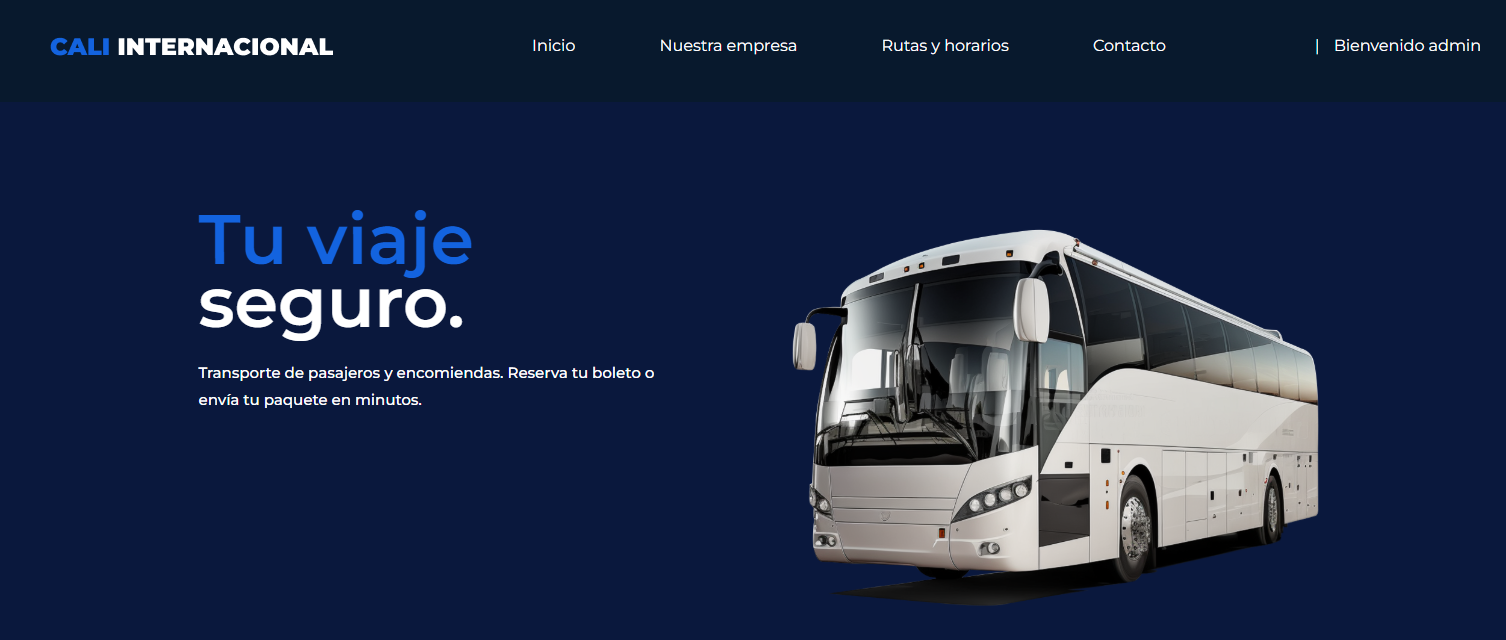 CALI INTERNACIONAL
Inicio
Nuestra empresa
Rutas y horarios
Contacto
| Bienvenido admin
Tu viaje
seguro.
Transporte de pasajeros y encomiendas. Reserva tu boleto o
envía tu paquete en minutos.